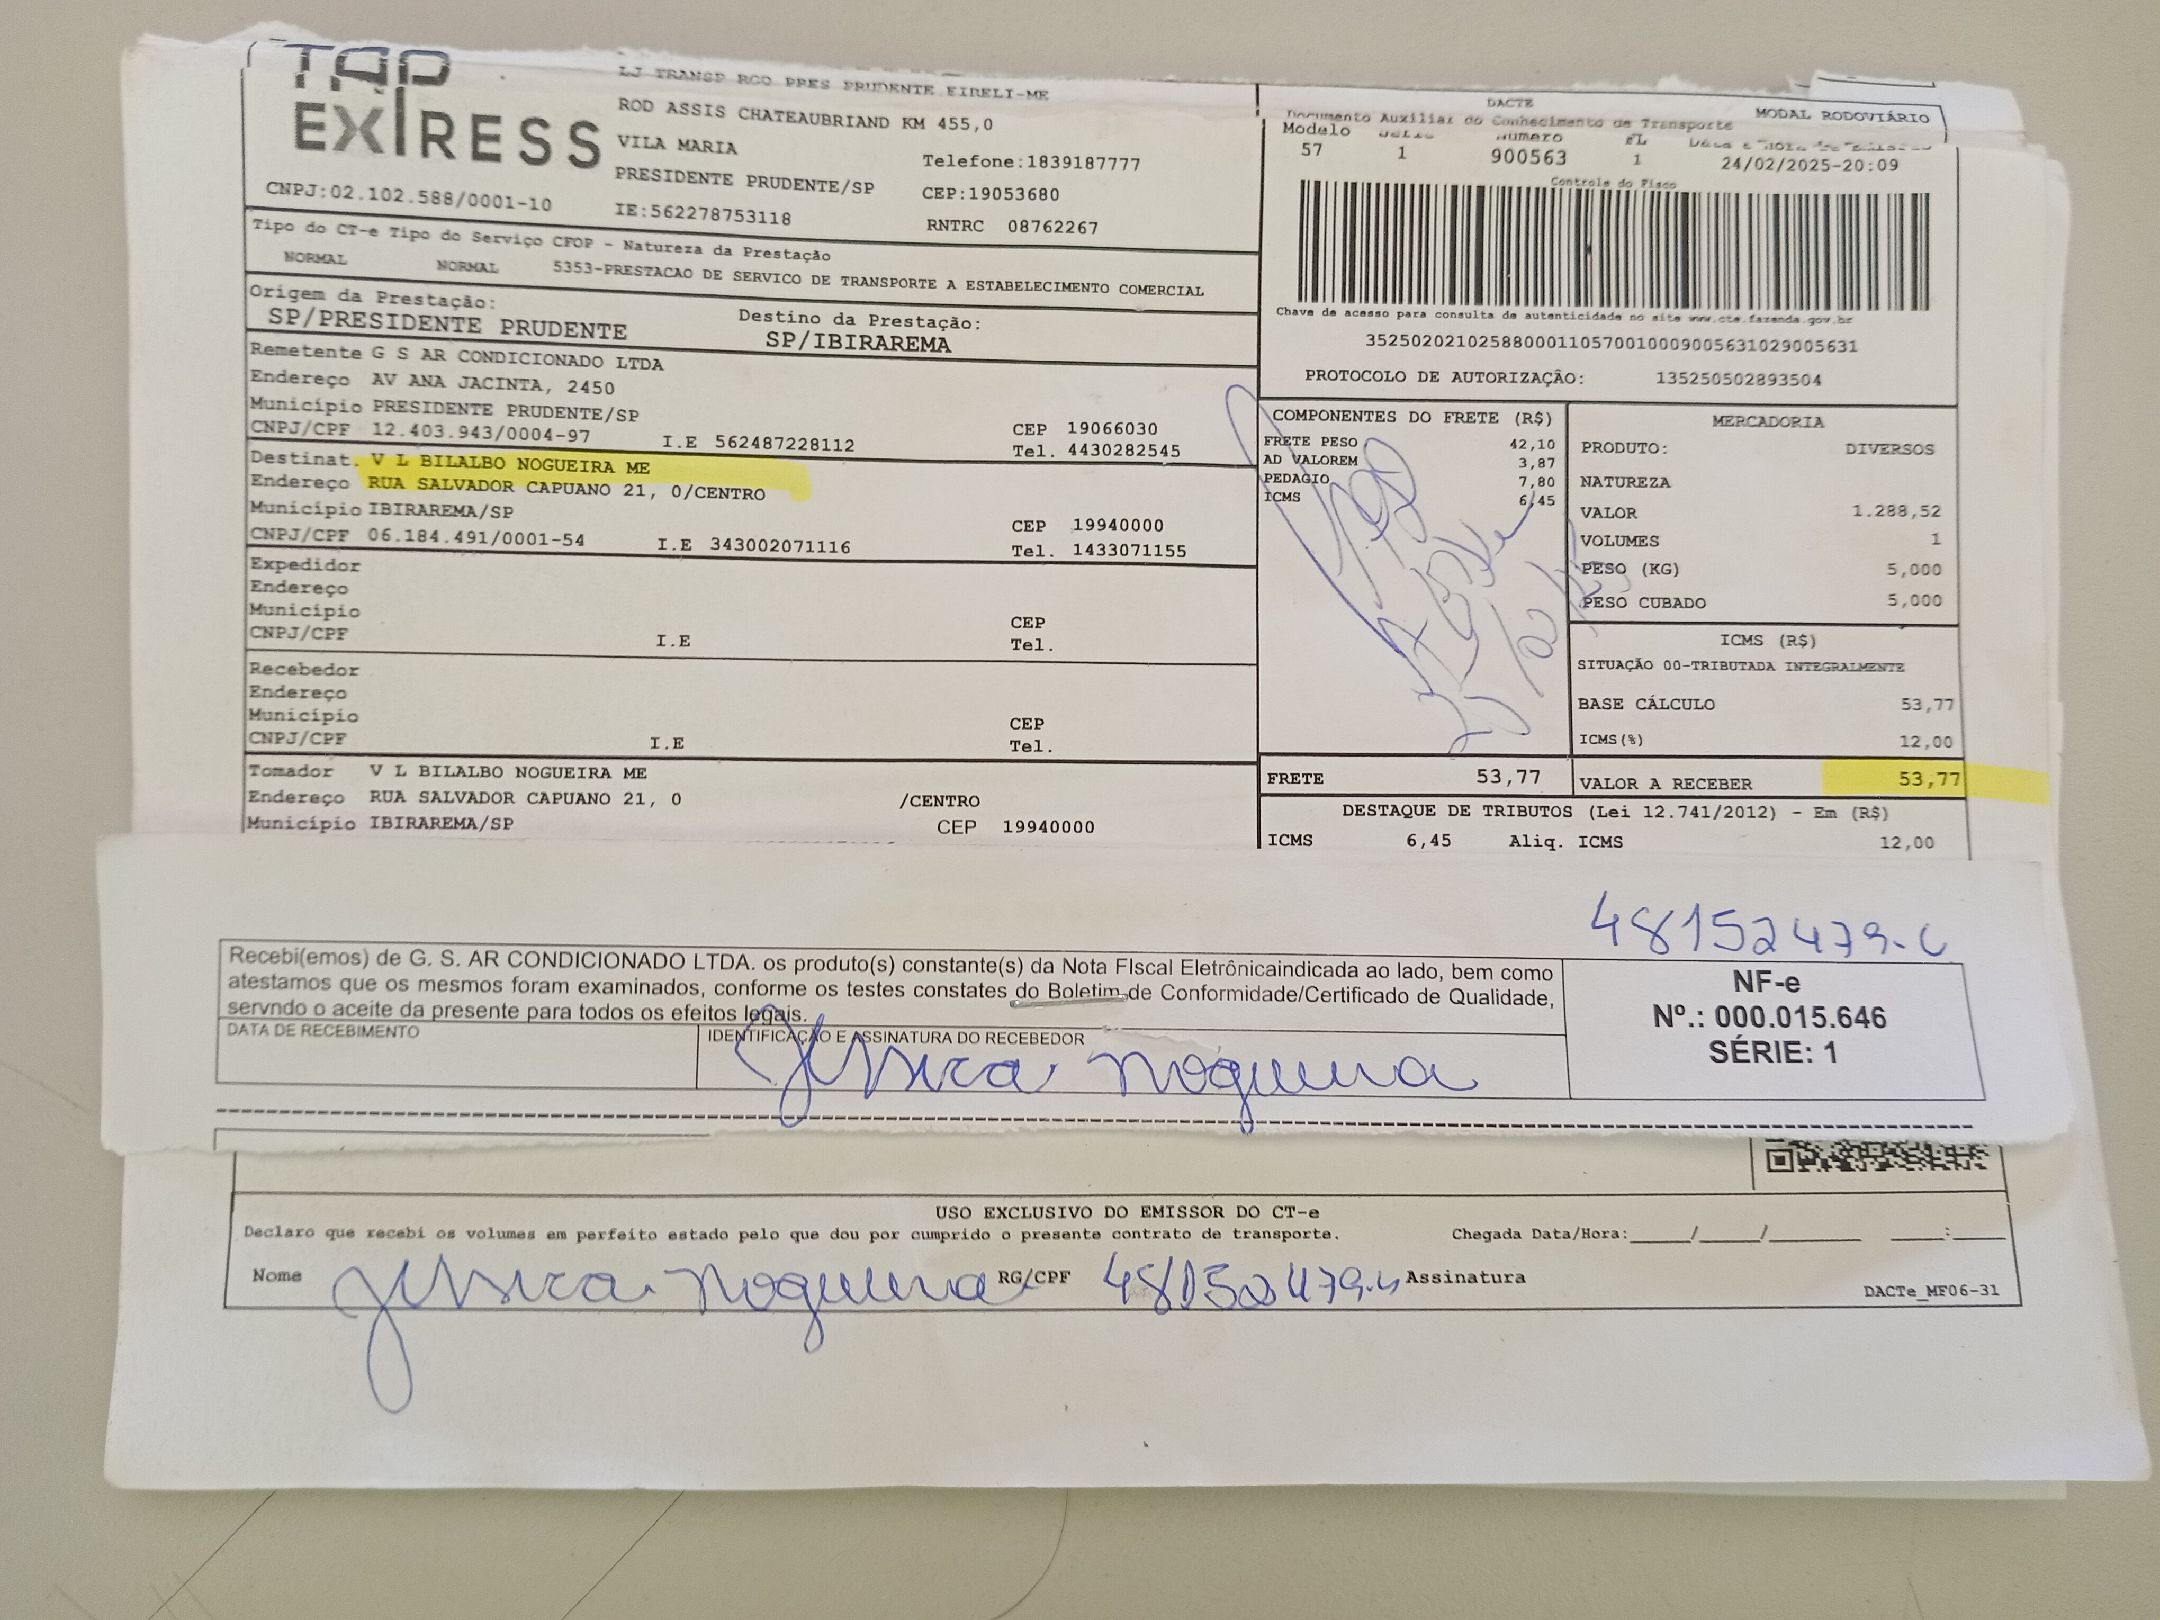 EXPRESS
LJ TRANSP ROD PRES PRUDENTE EIRELI-ME
ROD ASSIS CHATEAUBRIAND KM 455,0
VILA MARIA
Telefone:1839187777
PRESIDENTE PRUDENTE/SP
CEP:19053680
CNPJ:02.102.588/0001-10
IE:562278753118
RNTRC 08762267
DACTE
MODAL RODOVIÁRIO
Documento Auxiliar do Conhecimento de Transporte
Modelo Serie Numero FL
57 1 900563 1 24/02/2025-20:09
Controle do Fisco
Chave de acesso para consulta de autenticidade no site www.cte.fazenda.gov.br
35250202102588000110570010009005631029005631
PROTOCOLO DE AUTORIZAÇÃO: 135250502893504
Tipo do CT-e Tipo do Serviço CFOP - Natureza da Prestação
NORMAL NORMAL 5353-PRESTACAO DE SERVICO DE TRANSPORTE A ESTABELECIMENTO COMERCIAL
Origem da Prestação: Destino da Prestação:
SP/PRESIDENTE PRUDENTE SP/IBIRAREMA
Remetente G S AR CONDICIONADO LTDA
Endereço AV ANA JACINTA, 2450
Município PRESIDENTE PRUDENTE/SP CEP 19066030
CNPJ/CPF 12.403.943/0004-97 I.E 562487228112 Tel. 4430282545
Destinat. V L BILALBO NOGUEIRA ME
Endereço RUA SALVADOR CAPUANO 21, 0/CENTRO
Município IBIRAREMA/SP CEP 19940000
CNPJ/CPF 06.184.491/0001-54 I.E 343002071116 Tel. 1433071155
Expedidor
Endereço
Município CEP
CNPJ/CPF I.E Tel.
Recebedor
Endereço
Município CEP
CNPJ/CPF I.E Tel.
Tomador V L BILALBO NOGUEIRA ME
Endereço RUA SALVADOR CAPUANO 21, 0 /CENTRO
Município IBIRAREMA/SP CEP 19940000
COMPONENTES DO FRETE (R$)
FRETE PESO 42,10
AD VALOREM 3,87
PEDAGIO 7,80
ICMS 6,45
MERCADORIA
PRODUTO: DIVERSOS
NATUREZA
VALOR 1.288,52
VOLUMES 1
PESO (KG) 5,000
PESO CUBADO 5,000
ICMS (R$)
SITUAÇÃO 00-TRIBUTADA INTEGRALMENTE
BASE CÁLCULO 53,77
ICMS(%) 12,00
FRETE 53,77 VALOR A RECEBER 53,77
DESTAQUE DE TRIBUTOS (Lei 12.741/2012) - Em (R$)
ICMS 6,45 Aliq. ICMS 12,00
Recebi(emos) de G. S. AR CONDICIONADO LTDA. os produto(s) constante(s) da Nota FIscal Eletrônicaindicada ao lado, bem como
atestamos que os mesmos foram examinados, conforme os testes constates do Boletim de Conformidade/Certificado de Qualidade,
servndo o aceite da presente para todos os efeitos legais.
DATA DE RECEBIMENTO IDENTIFICAÇÃO E ASSINATURA DO RECEBEDOR
Jessica Nogueira
NF-e
Nº.: 000.015.646
SÉRIE: 1
USO EXCLUSIVO DO EMISSOR DO CT-e
Declaro que recebi os volumes em perfeito estado pelo que dou por cumprido o presente contrato de transporte. Chegada Data/Hora:_____/_____/_________ _____:_____
Nome Jessica Nogueira RG/CPF Assinatura
DACTe_MF06-31